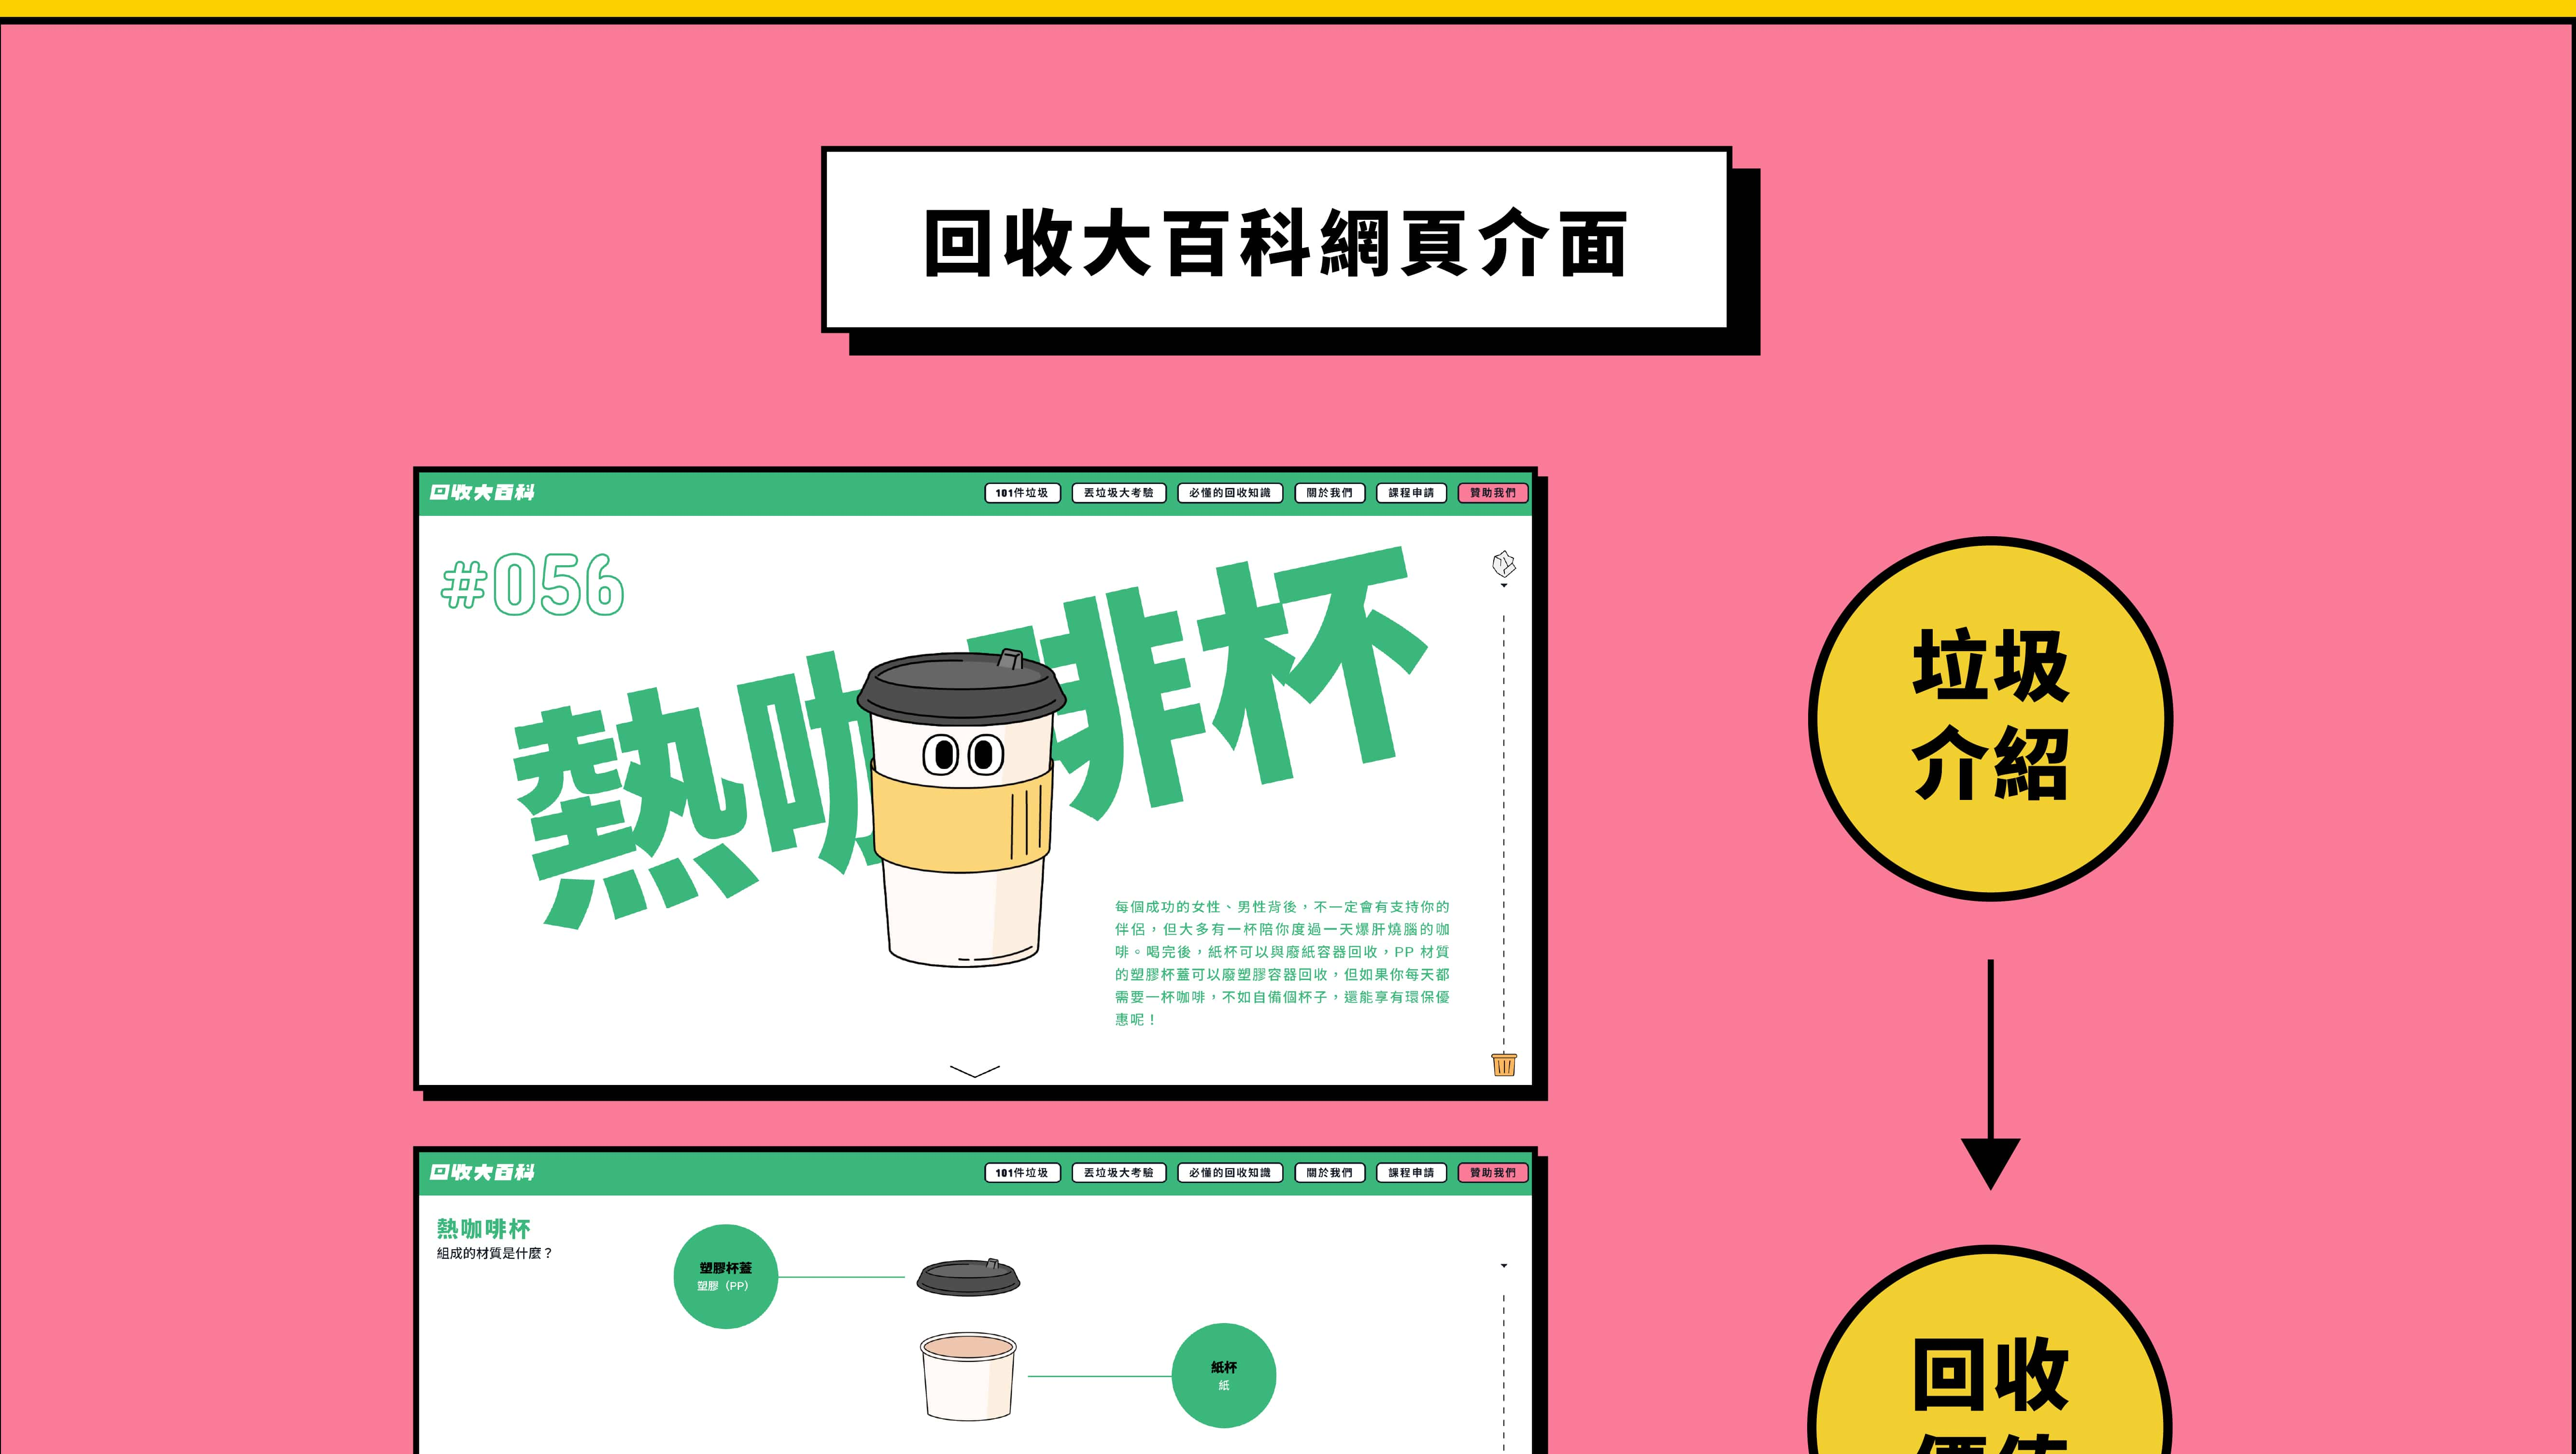 回收大百科網頁介面
回收大百科
101件垃圾
丟垃圾大考驗
必懂的回收知識
關於我們
課程申請
贊助我們
#056
熱咖啡杯
每個成功的女性、男性背後，不一定會有支持你的
伴侶，但大多有一杯陪你度過一天爆肝燒腦的咖
啡。喝完後，紙杯可以與廢紙容器回收，PP 材質
的塑膠杯蓋可以廢塑膠容器回收，但如果你每天都
需要一杯咖啡，不如自備個杯子，還能享有環保優
惠呢！
垃圾
介紹
回收大百科
101件垃圾
丟垃圾大考驗
必懂的回收知識
關於我們
課程申請
贊助我們
熱咖啡杯
組成的材質是什麼？
塑膠杯蓋
塑膠（PP）
紙杯
紙
回收